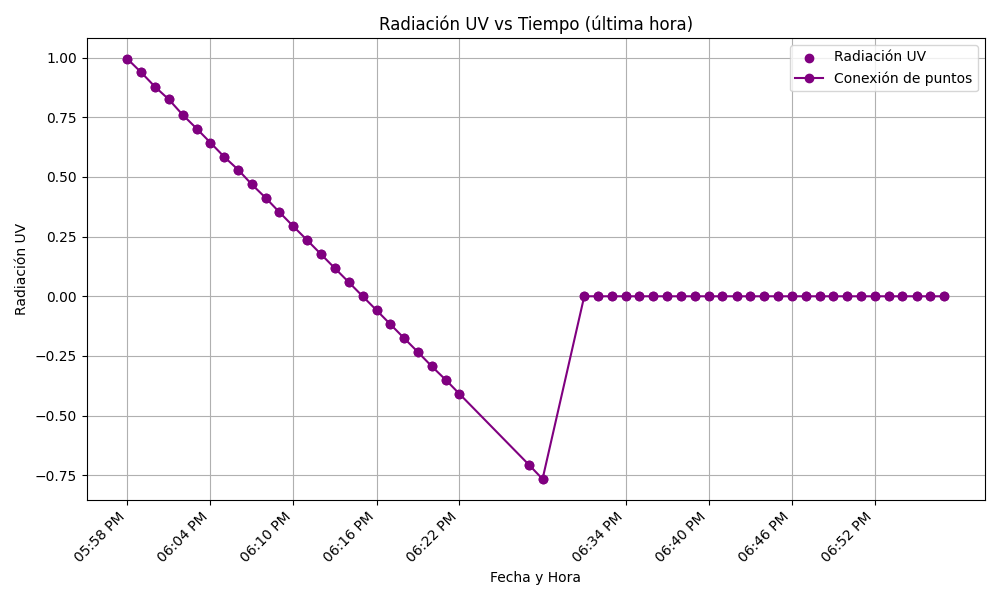 Radiación UV vs Tiempo (última hora)
Radiación UV
Conexión de puntos
Radiación UV
1.00
0.75
0.50
0.25
0.00
−0.25
−0.50
−0.75
05:58 PM
06:04 PM
06:10 PM
06:16 PM
06:22 PM
06:34 PM
06:40 PM
06:46 PM
06:52 PM
Fecha y Hora